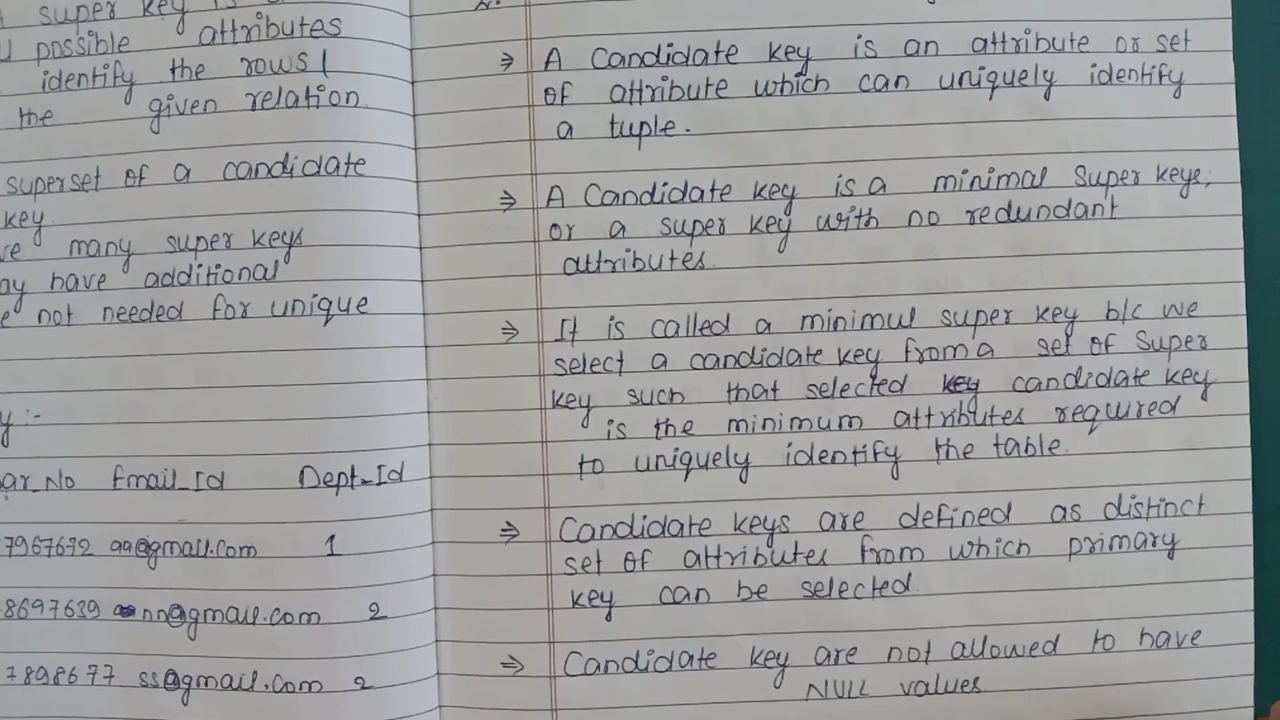 super key is
possible attributes
identify the rows
the given relation.
superset of a candidate
key.
many super keys
have additional
not needed for unique
y :-
ar_No Email_Id Dept_Id
7967672 aa@gmail.com 1
8697639 nn@gmail.com 2
7898677 ss@gmail.com 2
⇒ A Candidate key is an attribute or set
of attribute which can uniquely identify
a tuple.
⇒ A Candidate key is a minimal Super keys,
or a super key with no redundant
attributes.
⇒ It is called a minimul super key b/c we
select a candidate key from a set of Super
key such that selected key candidate key
is the minimum attributes required
to uniquely identify the table.
⇒ Candidate keys are defined as distinct
set of attributes from which primary
key can be selected.
⇒ Candidate key are not allowed to have
NULL values